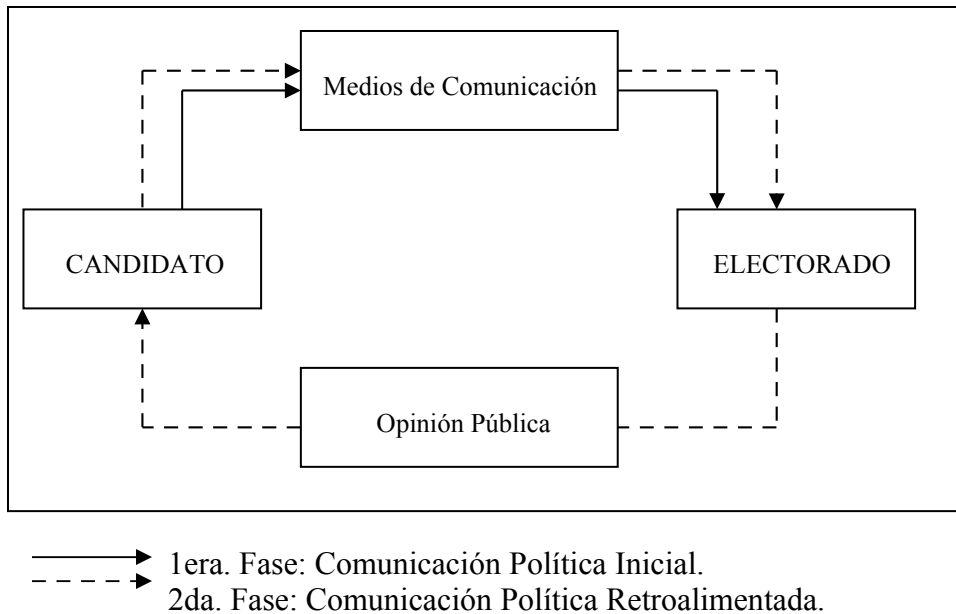 Medios de Comunicación
CANDIDATO
ELECTORADO
Opinión Pública
1era. Fase: Comunicación Política Inicial.
2da. Fase: Comunicación Política Retroalimentada.